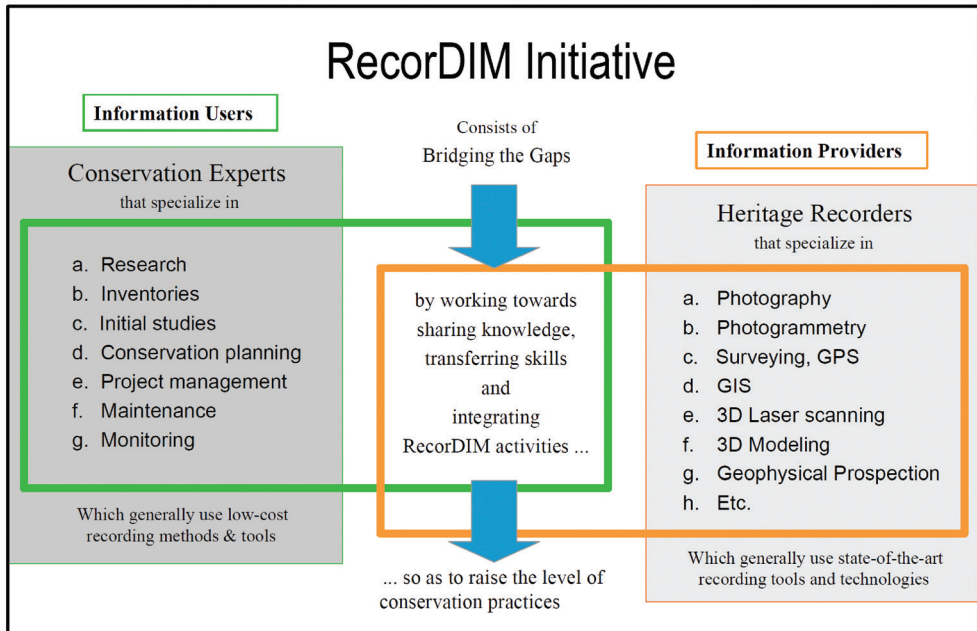 RecorDIM Initiative
Information Users
Conservation Experts
that specialize in
a. Research
b. Inventories
c. Initial studies
d. Conservation planning
e. Project management
f. Maintenance
g. Monitoring
Which generally use low-cost
recording methods & tools
Consists of
Bridging the Gaps
by working towards
sharing knowledge,
transferring skills
and
integrating
RecorDIM activities ...
... so as to raise the level of
conservation practices
Information Providers
Heritage Recorders
that specialize in
a. Photography
b. Photogrammetry
c. Surveying, GPS
d. GIS
e. 3D Laser scanning
f. 3D Modeling
g. Geophysical Prospection
h. Etc.
Which generally use state-of-the-art
recording tools and technologies